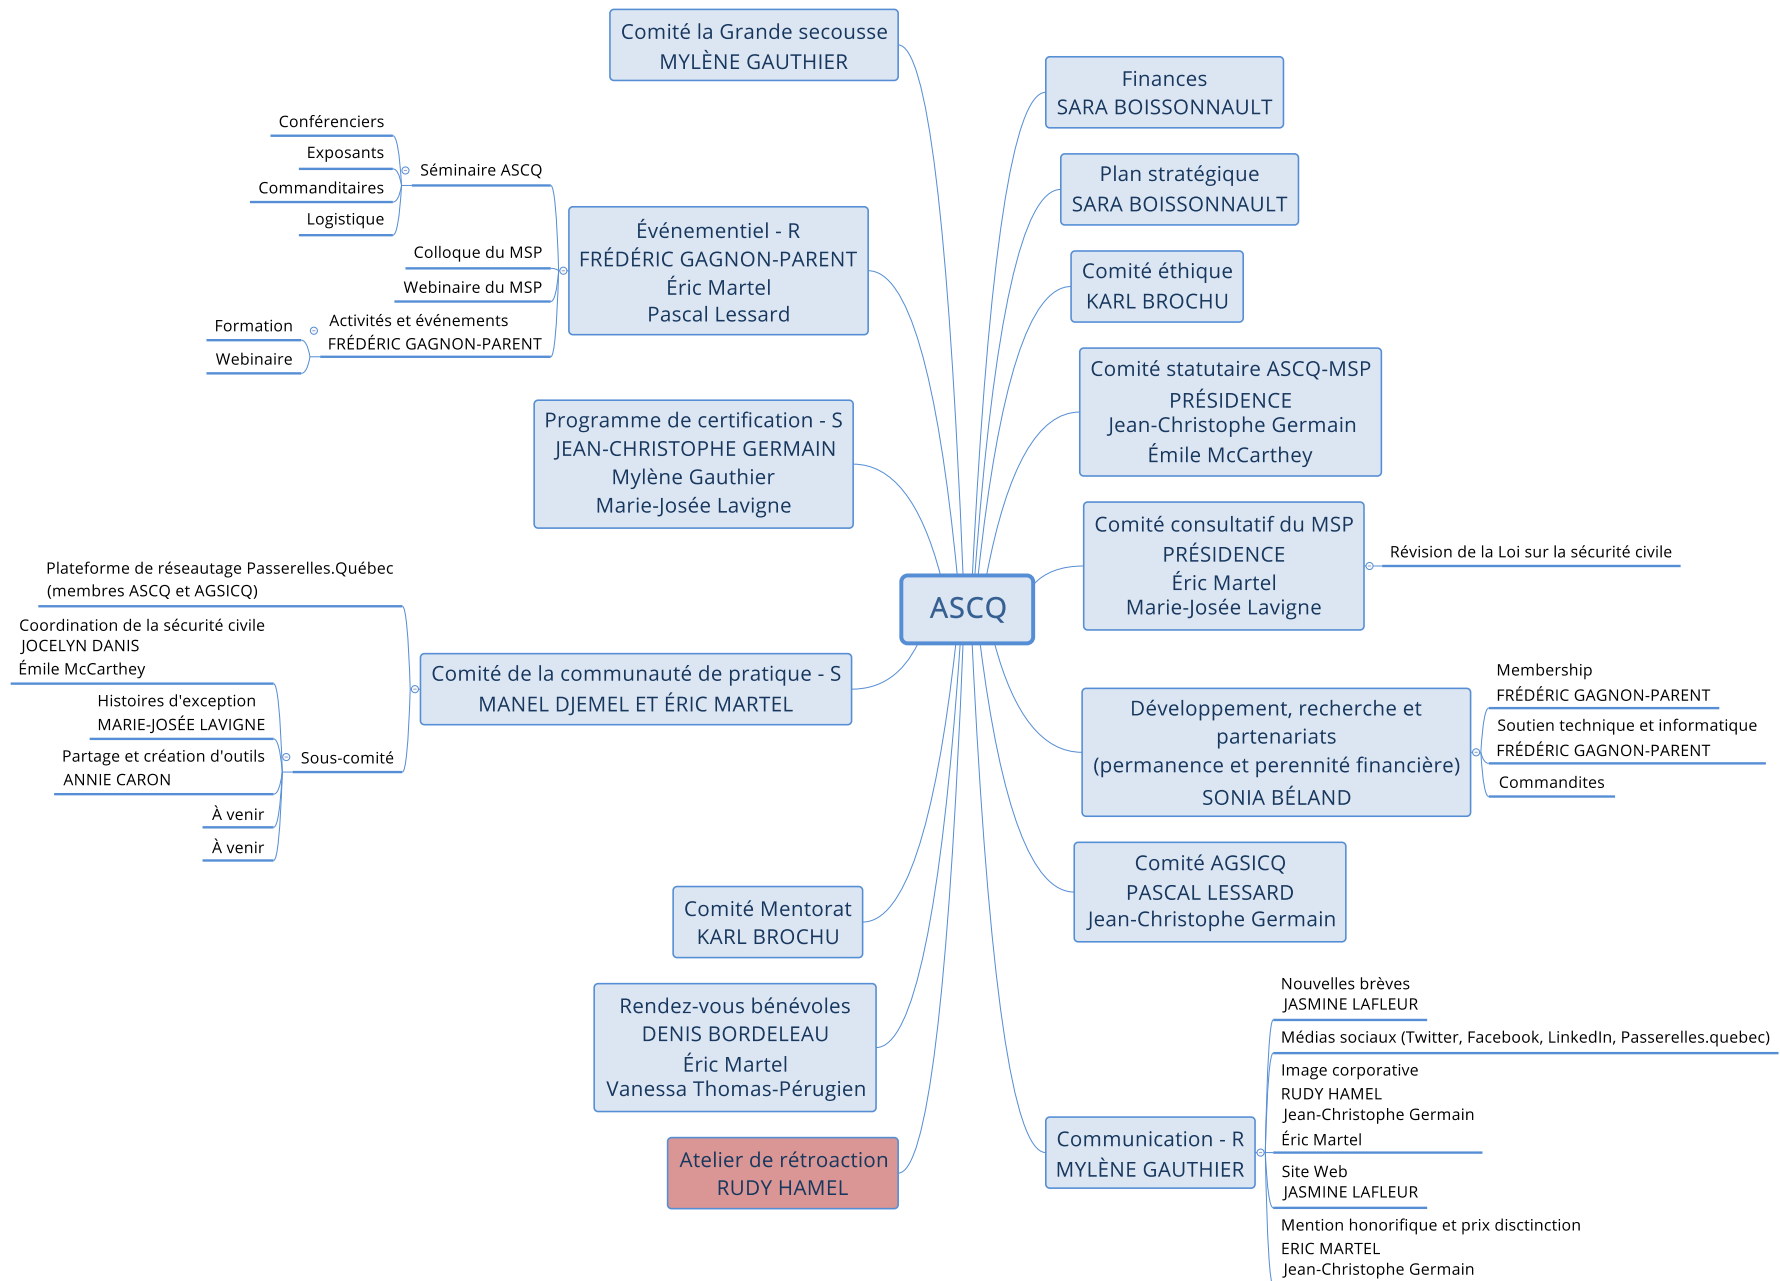 Comité la Grande secousse
MYLÈNE GAUTHIER
Conférenciers
Exposants
Commanditaires
Logistique
Séminaire ASCQ
Colloque du MSP
Webinaire du MSP
Formation
Webinaire
Activités et événements
FRÉDÉRIC GAGNON-PARENT
Événementiel - R
FRÉDÉRIC GAGNON-PARENT
Éric Martel
Pascal Lessard
Programme de certification - S
JEAN-CHRISTOPHE GERMAIN
Mylène Gauthier
Marie-Josée Lavigne
Plateforme de réseautage Passerelles.Québec
(membres ASCQ et AGSICQ)
Coordination de la sécurité civile
JOCELYN DANIS
Émile McCarthey
Histoires d'exception
MARIE-JOSÉE LAVIGNE
Partage et création d'outils
ANNIE CARON
À venir
À venir
Sous-comité
Comité de la communauté de pratique - S
MANEL DJEMEL ET ÉRIC MARTEL
Comité Mentorat
KARL BROCHU
Rendez-vous bénévoles
DENIS BORDELEAU
Éric Martel
Vanessa Thomas-Pérugien
Atelier de rétroaction
RUDY HAMEL
ASCQ
Finances
SARA BOISSONNAULT
Plan stratégique
SARA BOISSONNAULT
Comité éthique
KARL BROCHU
Comité statutaire ASCQ-MSP
PRÉSIDENCE
Jean-Christophe Germain
Émile McCarthey
Comité consultatif du MSP
PRÉSIDENCE
Éric Martel
Marie-Josée Lavigne
Révision de la Loi sur la sécurité civile
Développement, recherche et
partenariats
(permanence et perennité financière)
SONIA BÉLAND
Membership
FRÉDÉRIC GAGNON-PARENT
Soutien technique et informatique
FRÉDÉRIC GAGNON-PARENT
Commandites
Comité AGSICQ
PASCAL LESSARD
Jean-Christophe Germain
Communication - R
MYLÈNE GAUTHIER
Nouvelles brèves
JASMINE LAFLEUR
Médias sociaux (Twitter, Facebook, LinkedIn, Passerelles.quebec)
Image corporative
RUDY HAMEL
Jean-Christophe Germain
Éric Martel
Site Web
JASMINE LAFLEUR
Mention honorifique et prix disctinction
ERIC MARTEL
Jean-Christophe Germain